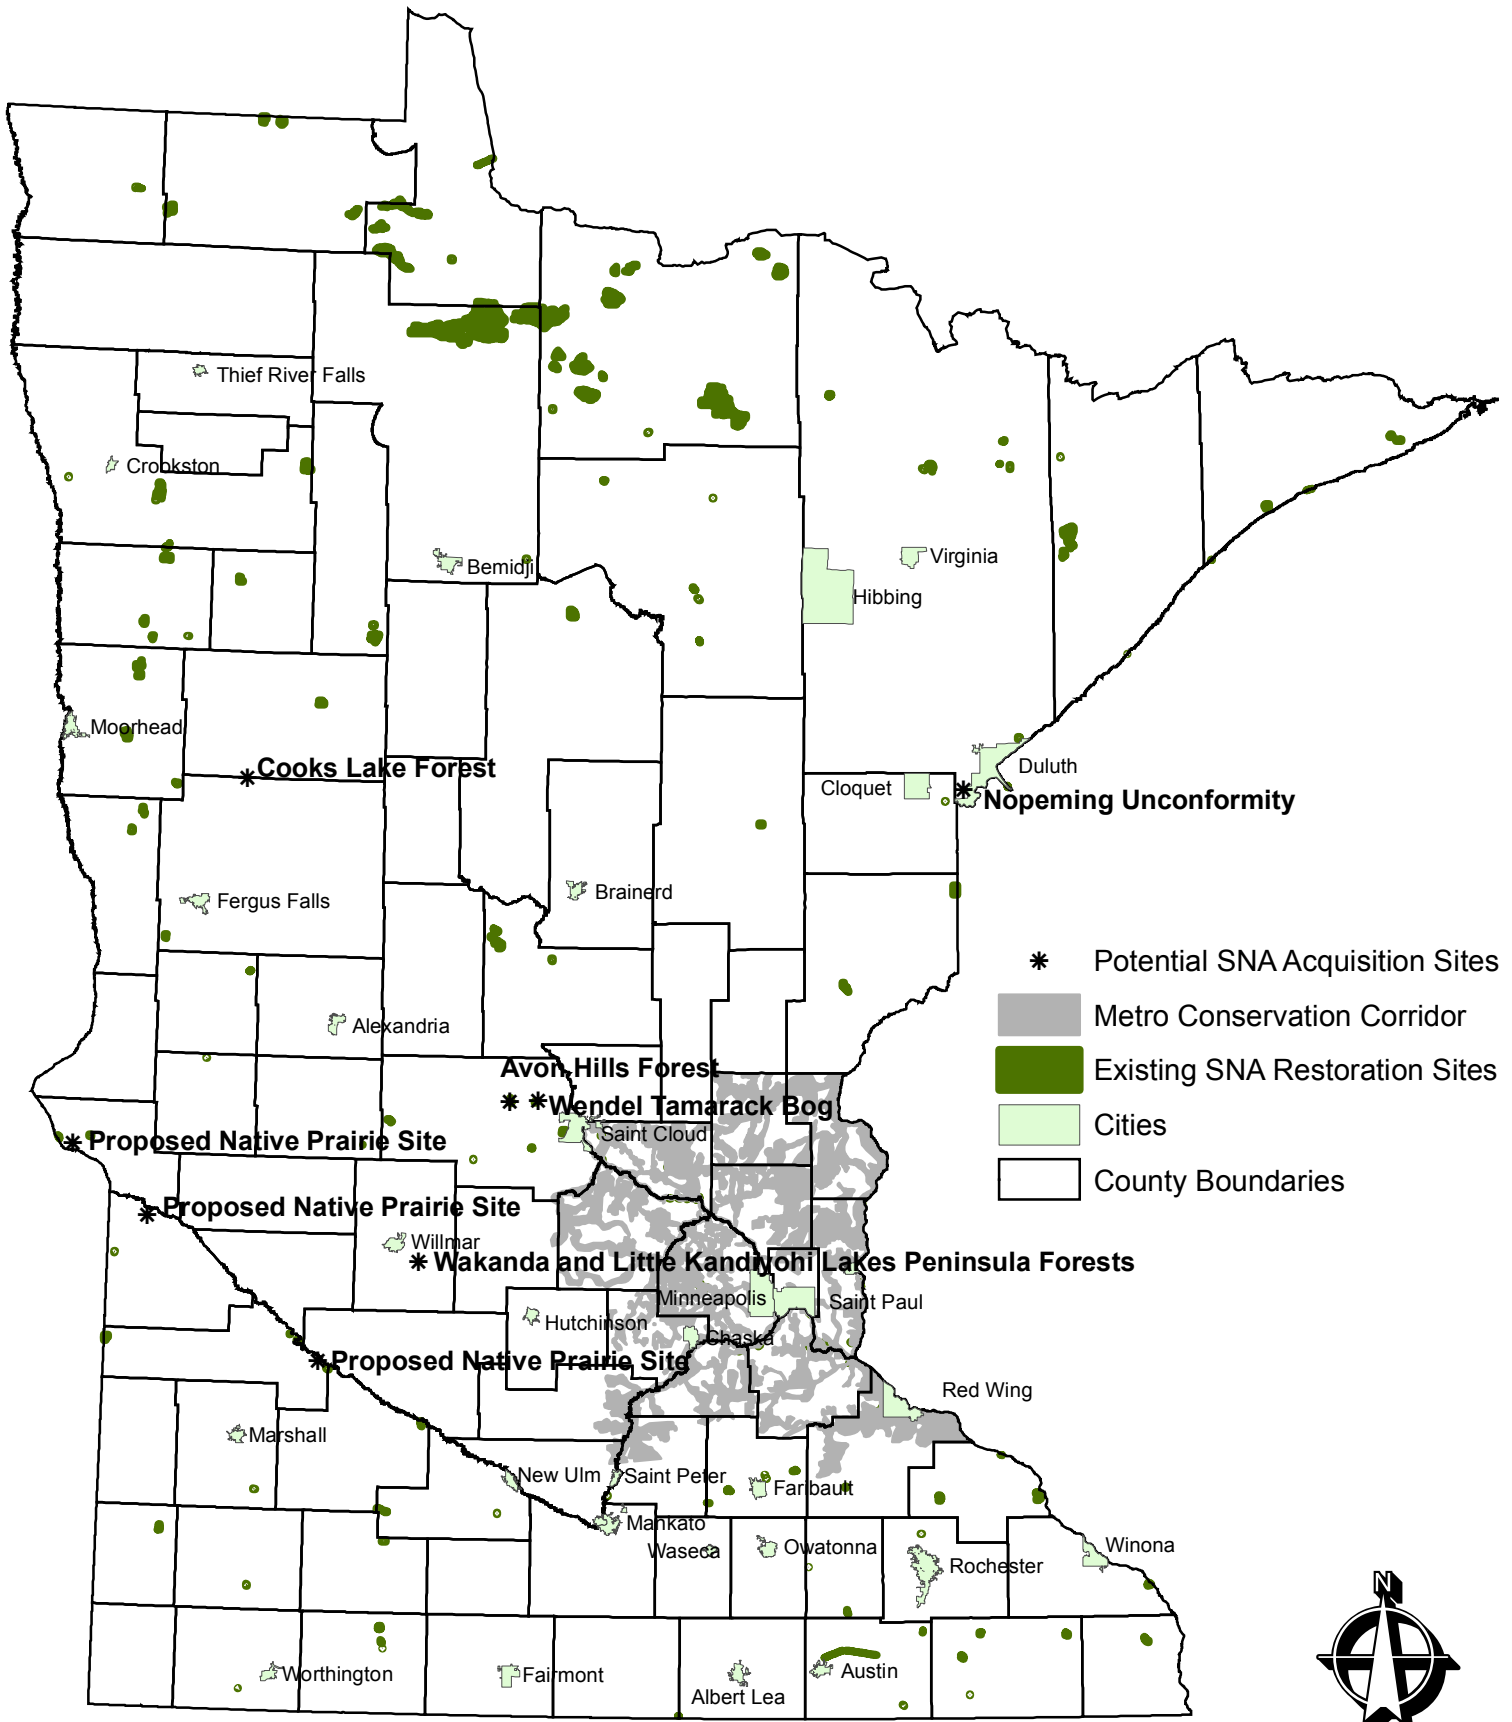 Thief River Falls
Crookston
Bemidji
Virginia
Hibbing
Moorhead
Cooks Lake Forest
Duluth
Cloquet
Nopeming Unconformity
Brainerd
Fergus Falls
Potential SNA Acquisition Sites
Metro Conservation Corridor
Existing SNA Restoration Sites
Cities
County Boundaries
Alexandria
Avon Hills Forest
Wendel Tamarack Bog
Saint Cloud
Proposed Native Prairie Site
Proposed Native Prairie Site
Willmar
Wakanda and Little Kandiyohi Lakes Peninsula Forests
Minneapolis
Saint Paul
Hutchinson
Chaska
Proposed Native Prairie Site
Red Wing
Marshall
New Ulm
Saint Peter
Faribault
Mankato
Waseca
Owatonna
Winona
Rochester
Worthington
Fairmont
Albert Lea
Austin
N